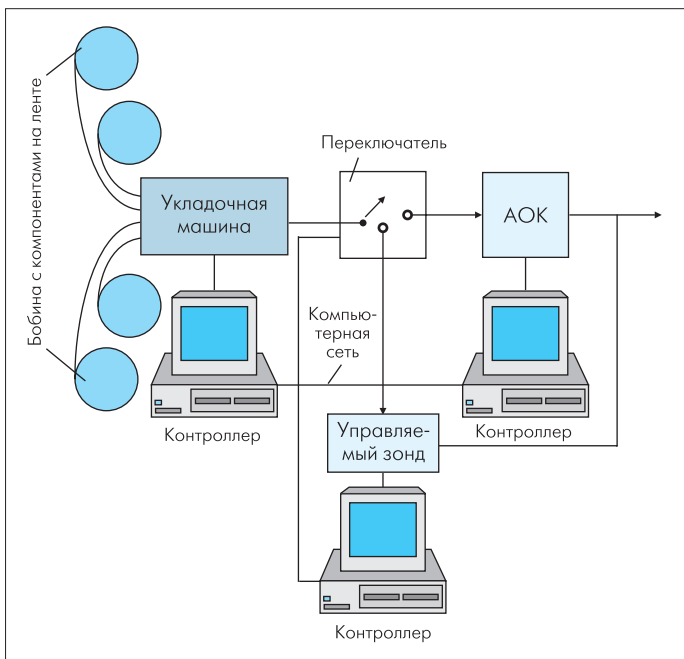 Бобина с компонентами на ленте
Переключатель
Укладочная
машина
АОК
Компью-
терная
сеть
Контроллер
Управляе-
мый зонд
Контроллер
Контроллер